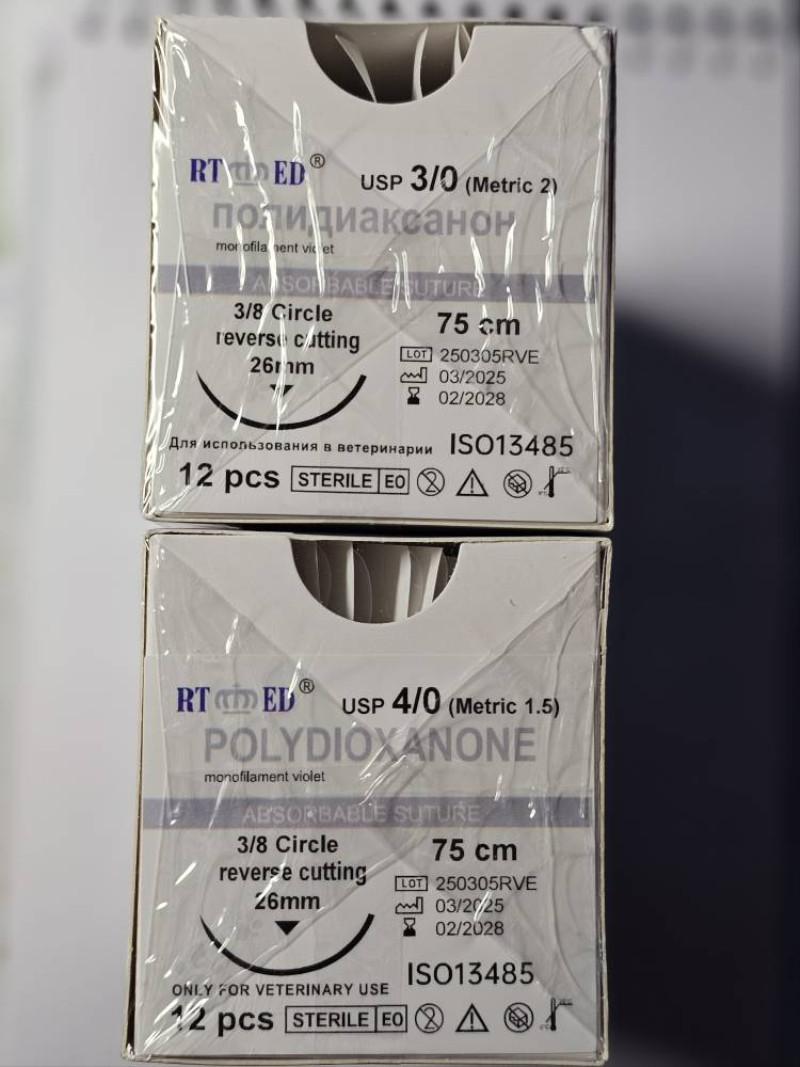 RT MED®
USP 3/0 (Metric 2)
полидиаксанон
monofilament violet
ABSORBABLE SUTURE
3/8 Circle
reverse cutting
26mm
75 cm
LOT 250305RVE
03/2025
02/2028
Для использования в ветеринарии
ISO13485
12 pcs STERILE EO
RT MED®
USP 4/0 (Metric 1.5)
POLYDIOXANONE
monofilament violet
ABSORBABLE SUTURE
3/8 Circle
reverse cutting
26mm
75 cm
LOT 250305RVE
03/2025
02/2028
ONLY FOR VETERINARY USE
ISO13485
12 pcs STERILE EO